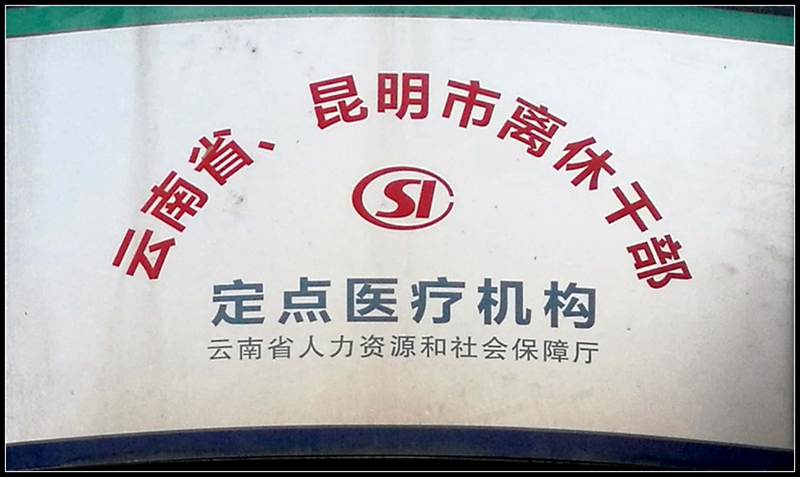 云南省、昆明市离休干部
SI
定点医疗机构
云南省人力资源和社会保障厅